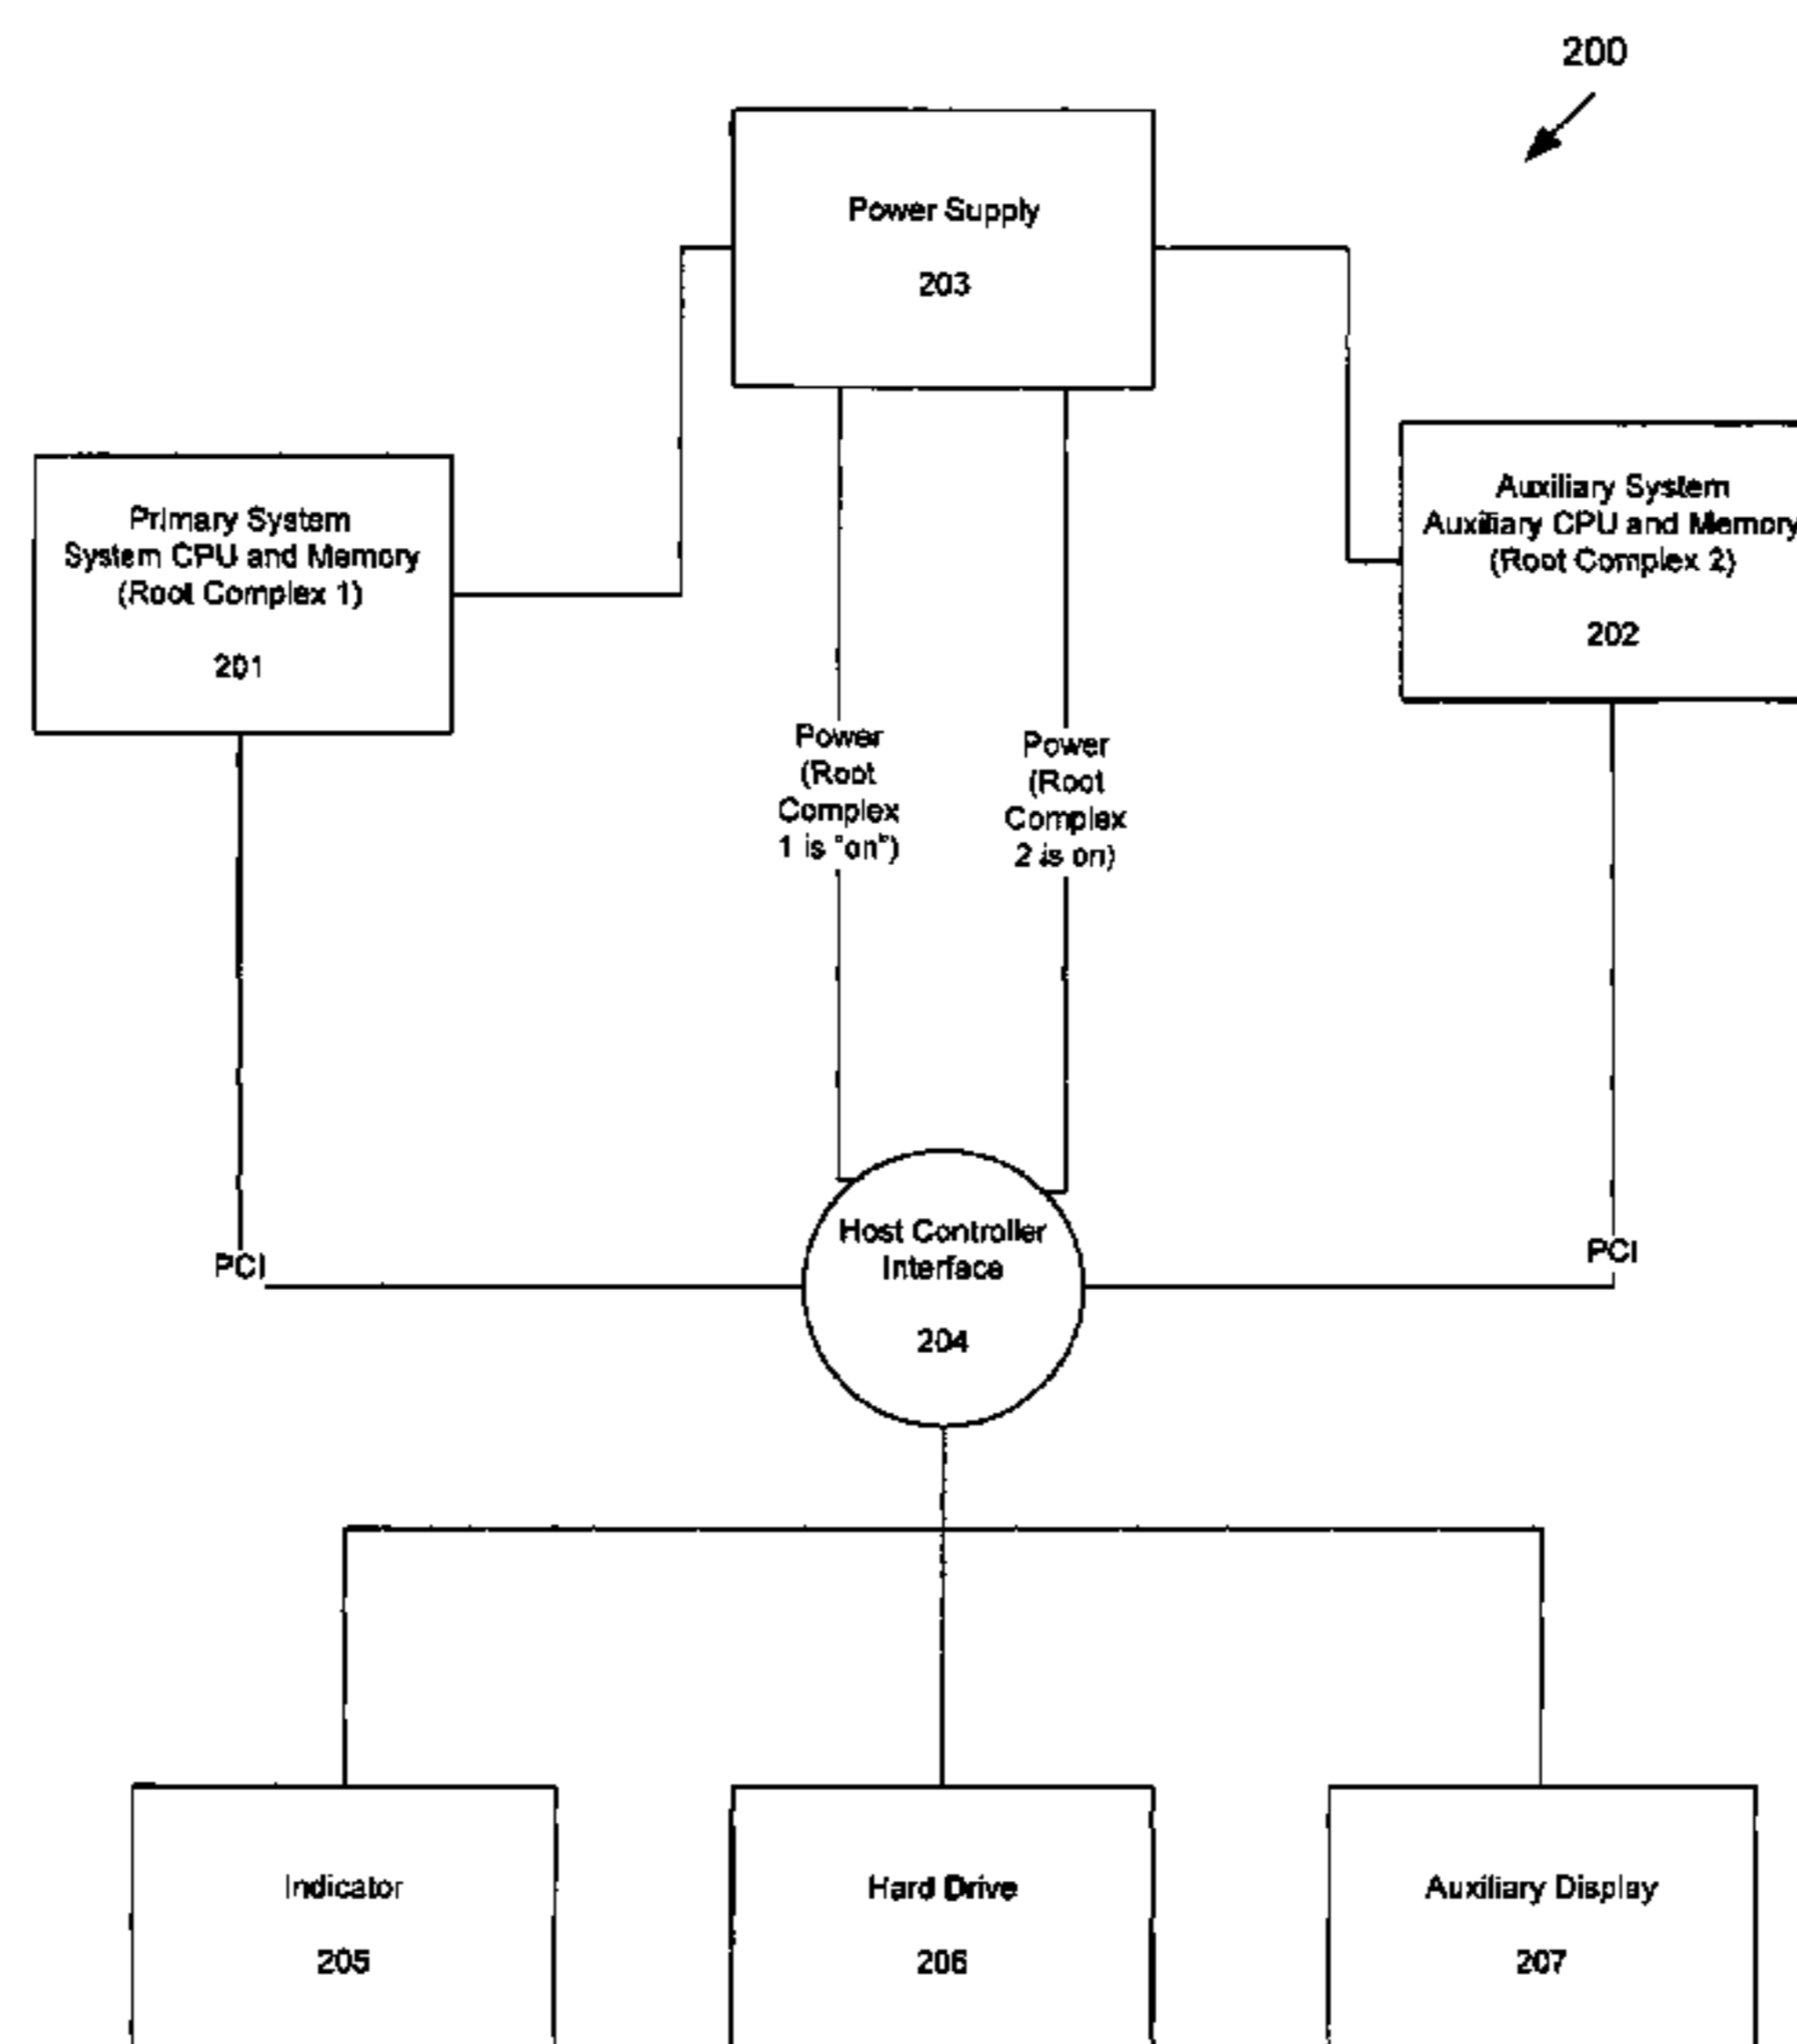 200
Power Supply
203
Primary System
System CPU and Memory
(Root Complex 1)
201
Auxiliary System
Auxiliary CPU and Memory
(Root Complex 2)
202
Power
(Root
Complex
1 is "on")
Power
(Root
Complex
2 is on)
PCI
Host Controller
Interface
204
PCI
Indicator
205
Hard Drive
206
Auxiliary Display
207